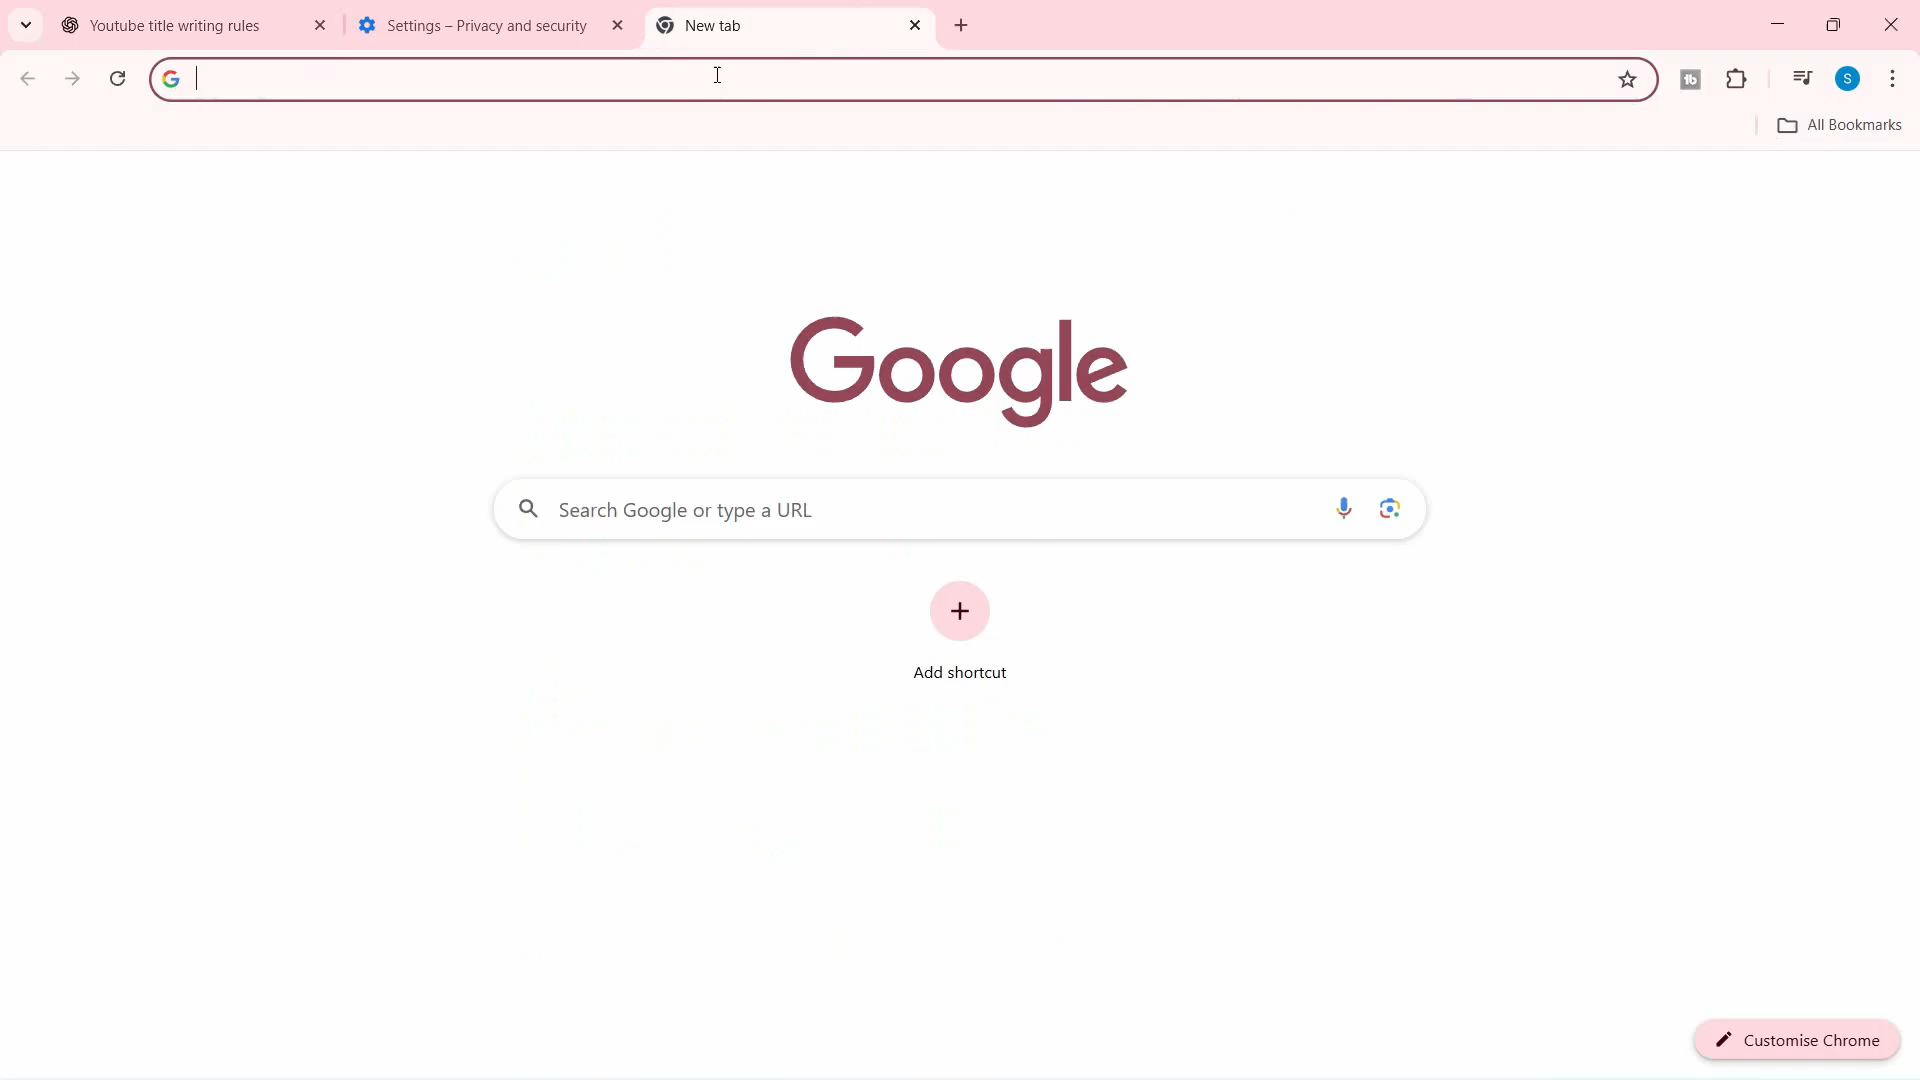 Youtube title writing rules
Settings – Privacy and security
New tab
tb
S
All Bookmarks
Google
Search Google or type a URL
Add shortcut
Customise Chrome